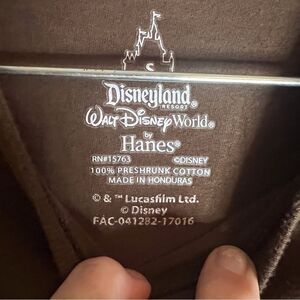 S
Disneyland®
RESORT
Walt Disney World®
by
Hanes®
RN#15763 ©DISNEY
100% PRESHRUNK COTTON
MADE IN HONDURAS
© & ™ Lucasfilm Ltd.
© Disney
FAC-041282-17016